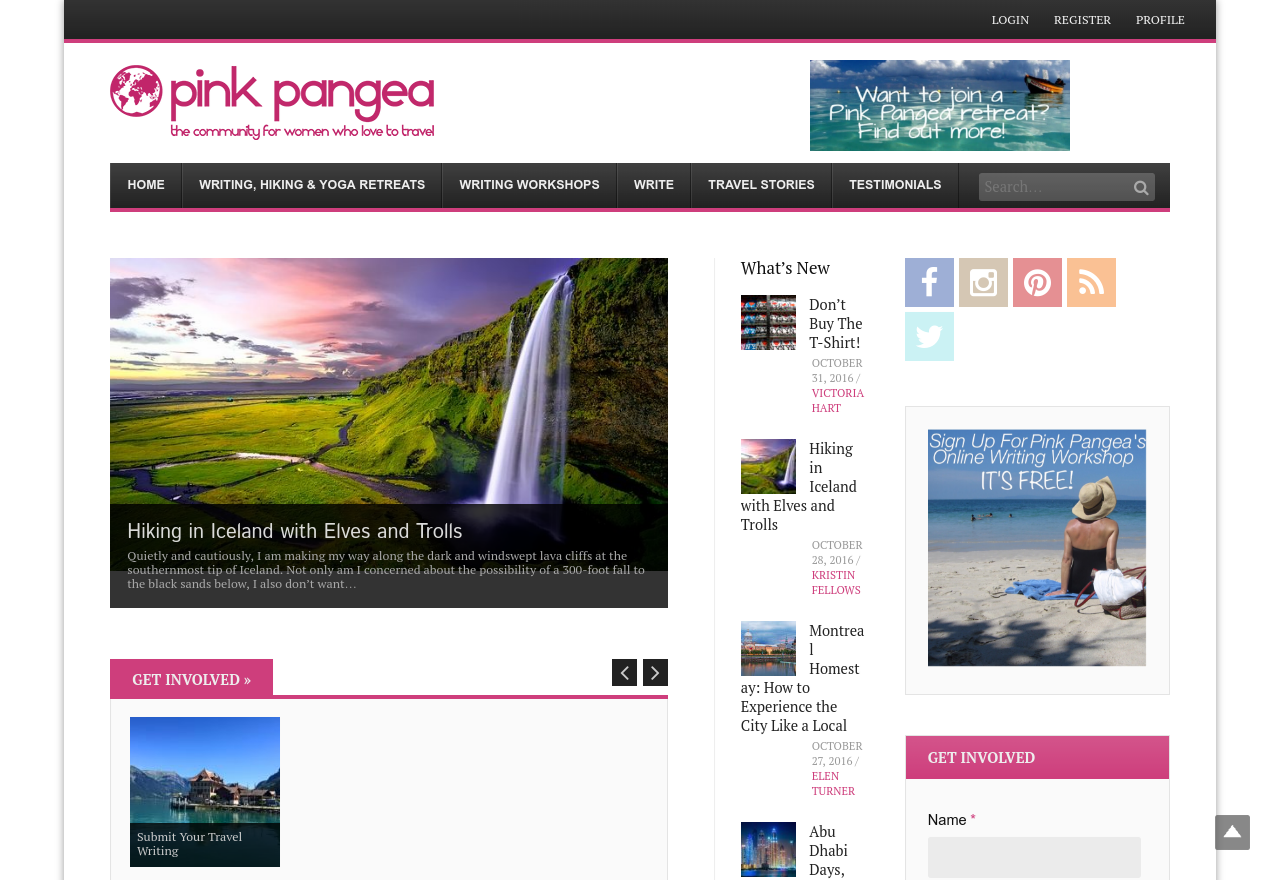 LOGIN REGISTER PROFILE
pink pangea
the community for women who love to travel
Want to join a
Pink Pangea retreat?
Find out more!
HOME WRITING, HIKING & YOGA RETREATS WRITING WORKSHOPS WRITE TRAVEL STORIES TESTIMONIALS Search...
Hiking in Iceland with Elves and Trolls
Quietly and cautiously, I am making my way along the dark and windswept lava cliffs at the
southernmost tip of Iceland. Not only am I concerned about the possibility of a 300-foot fall to
the black sands below, I also don’t want…
GET INVOLVED »
Submit Your Travel
Writing
What’s New
Don’t
Buy The
T-Shirt!
OCTOBER
31, 2016 /
VICTORIA
HART
Hiking
in
Iceland
with Elves and
Trolls
OCTOBER
28, 2016 /
KRISTIN
FELLOWS
Montrea
l
Homest
ay: How to
Experience the
City Like a Local
OCTOBER
27, 2016 /
ELEN
TURNER
Abu
Dhabi
Days,
Sign Up For Pink Pangea's
Online Writing Workshop
IT'S FREE!
GET INVOLVED
Name *